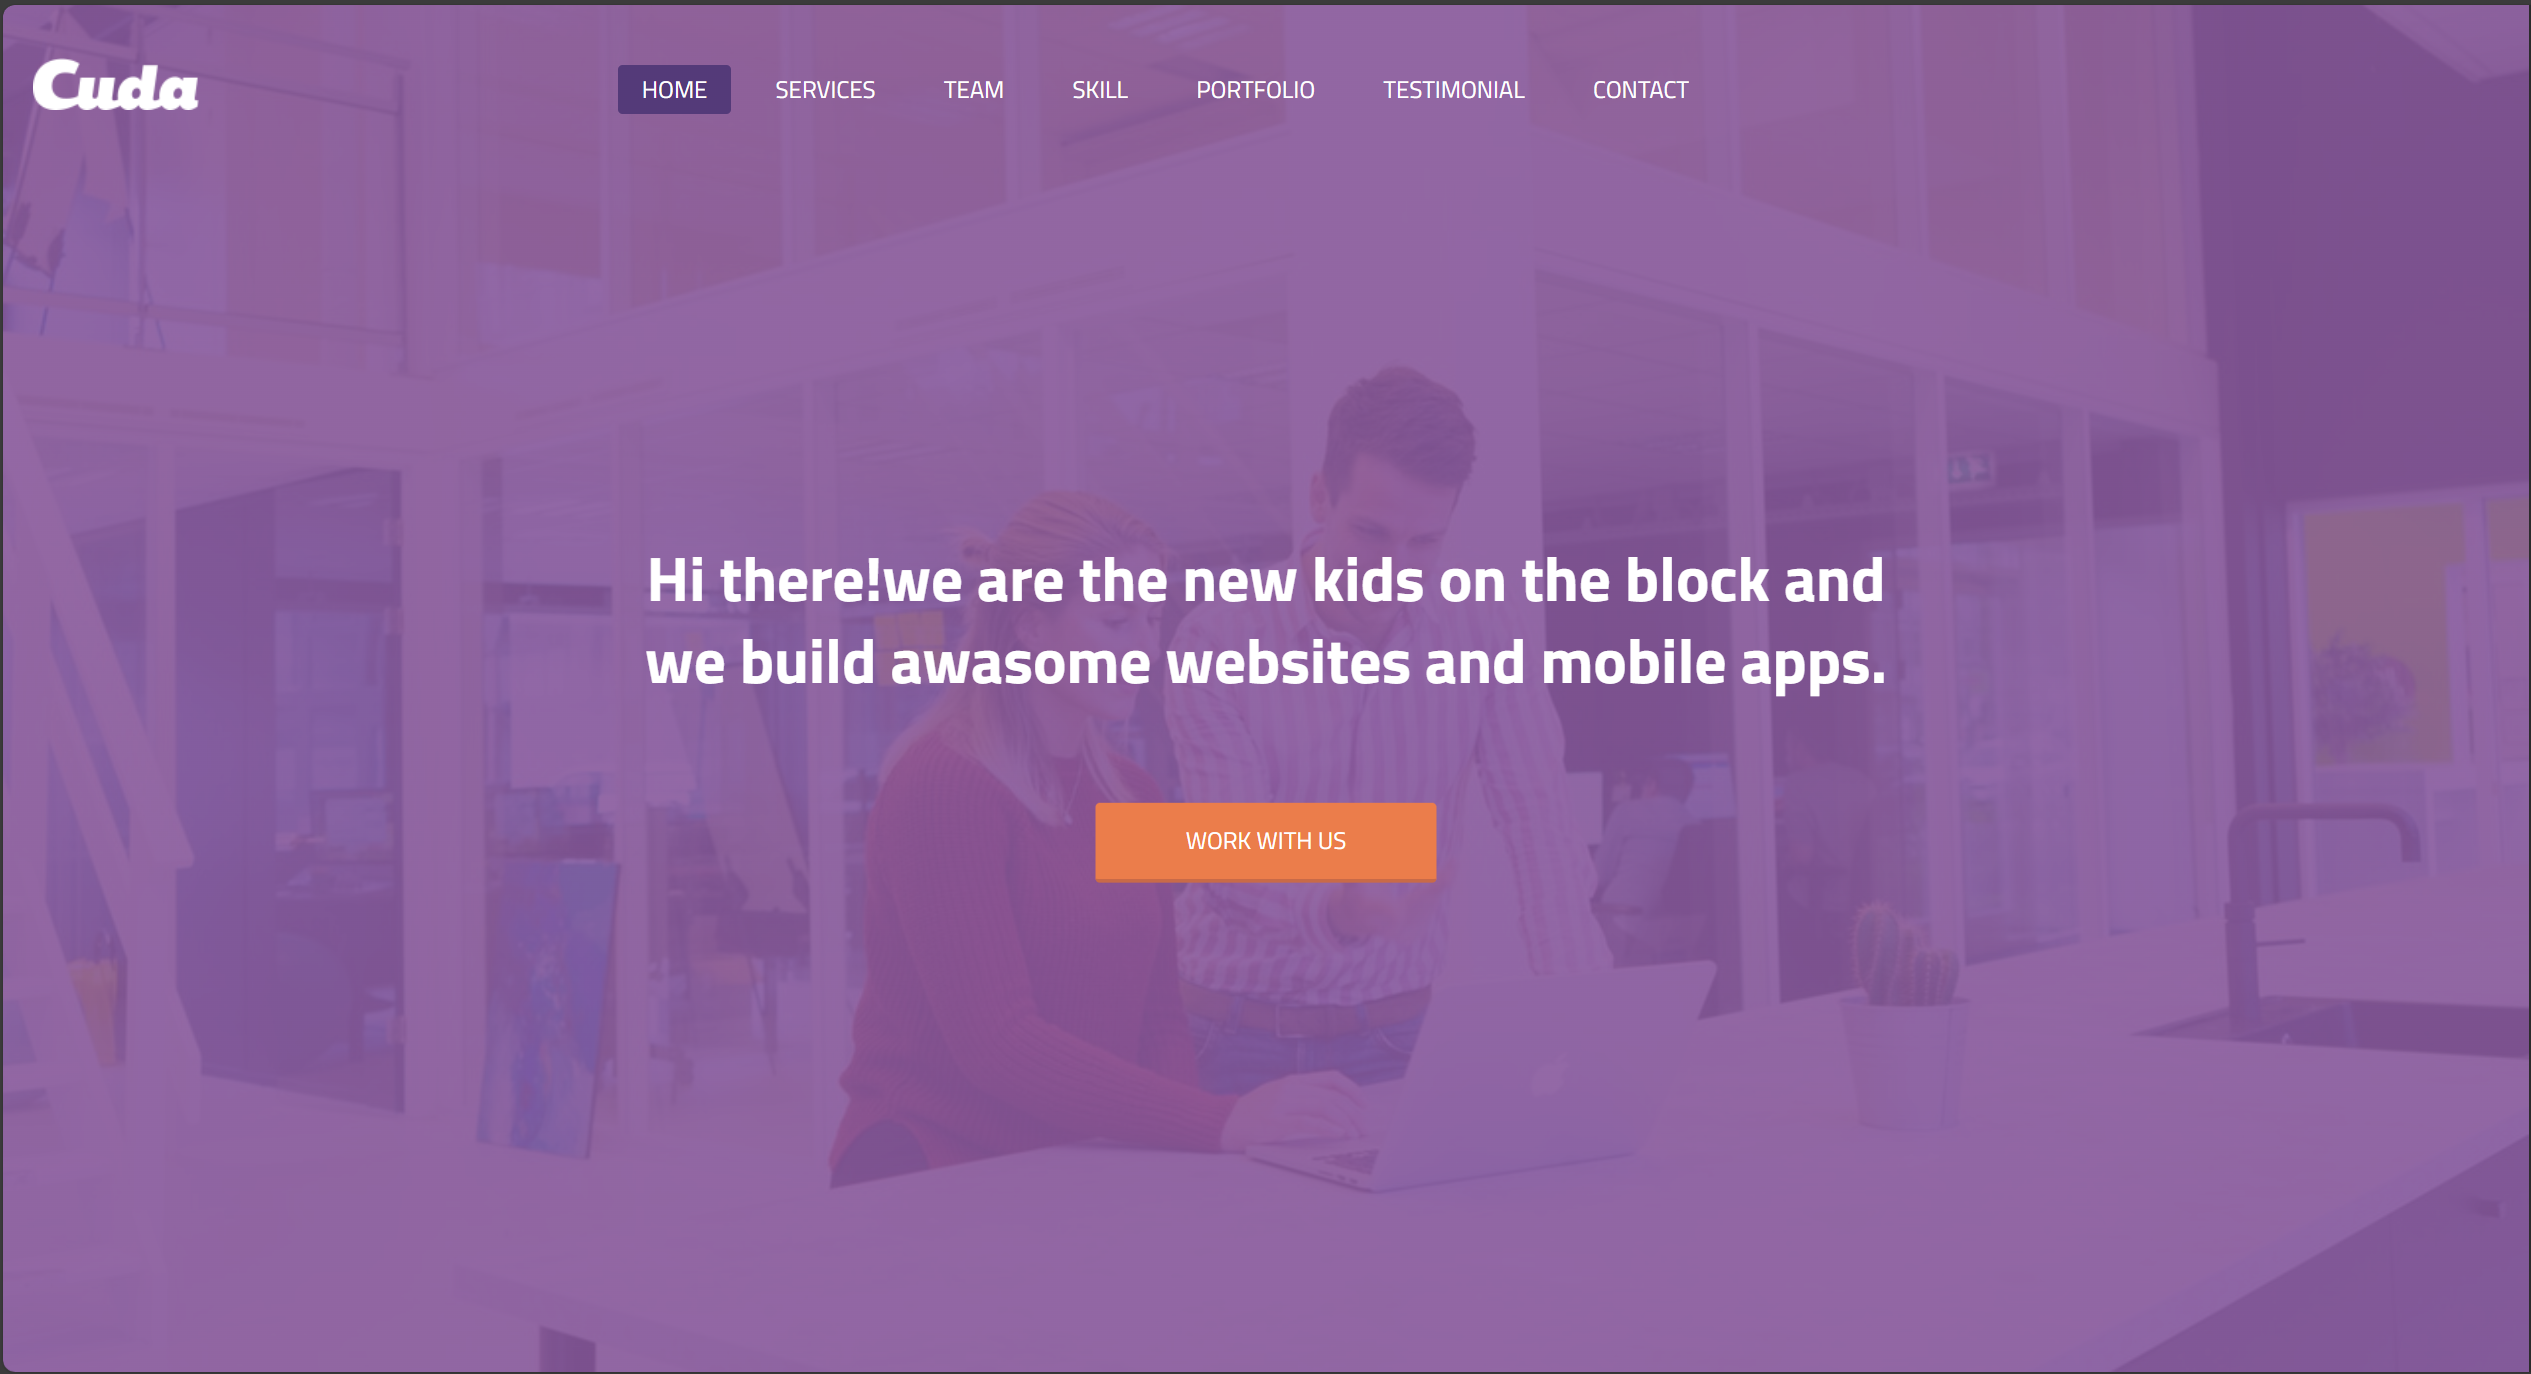 Cuda
HOME SERVICES TEAM SKILL PORTFOLIO TESTIMONIAL CONTACT
Hi there!we are the new kids on the block and
we build awasome websites and mobile apps.
WORK WITH US